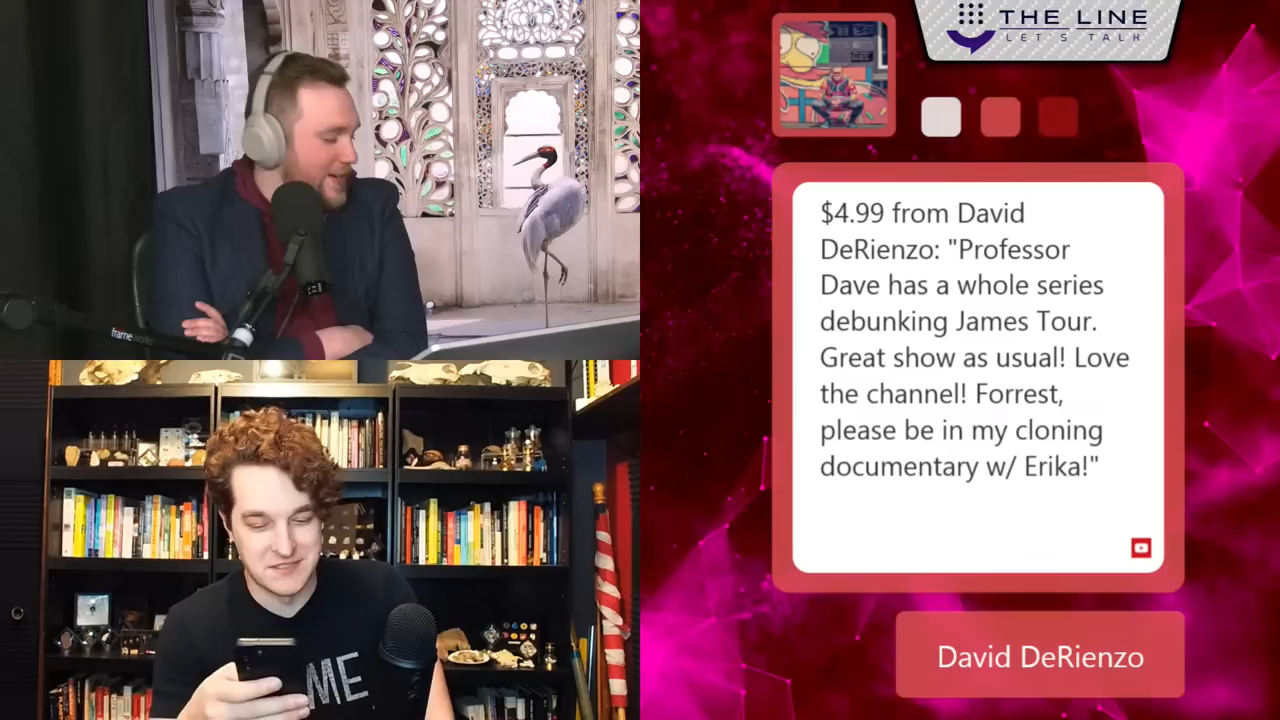 THE LINE
LET'S TALK
$4.99 from David
DeRienzo: "Professor
Dave has a whole series
debunking James Tour.
Great show as usual! Love
the channel! Forrest,
please be in my cloning
documentary w/ Erika!"
David DeRienzo
frameworks
ME